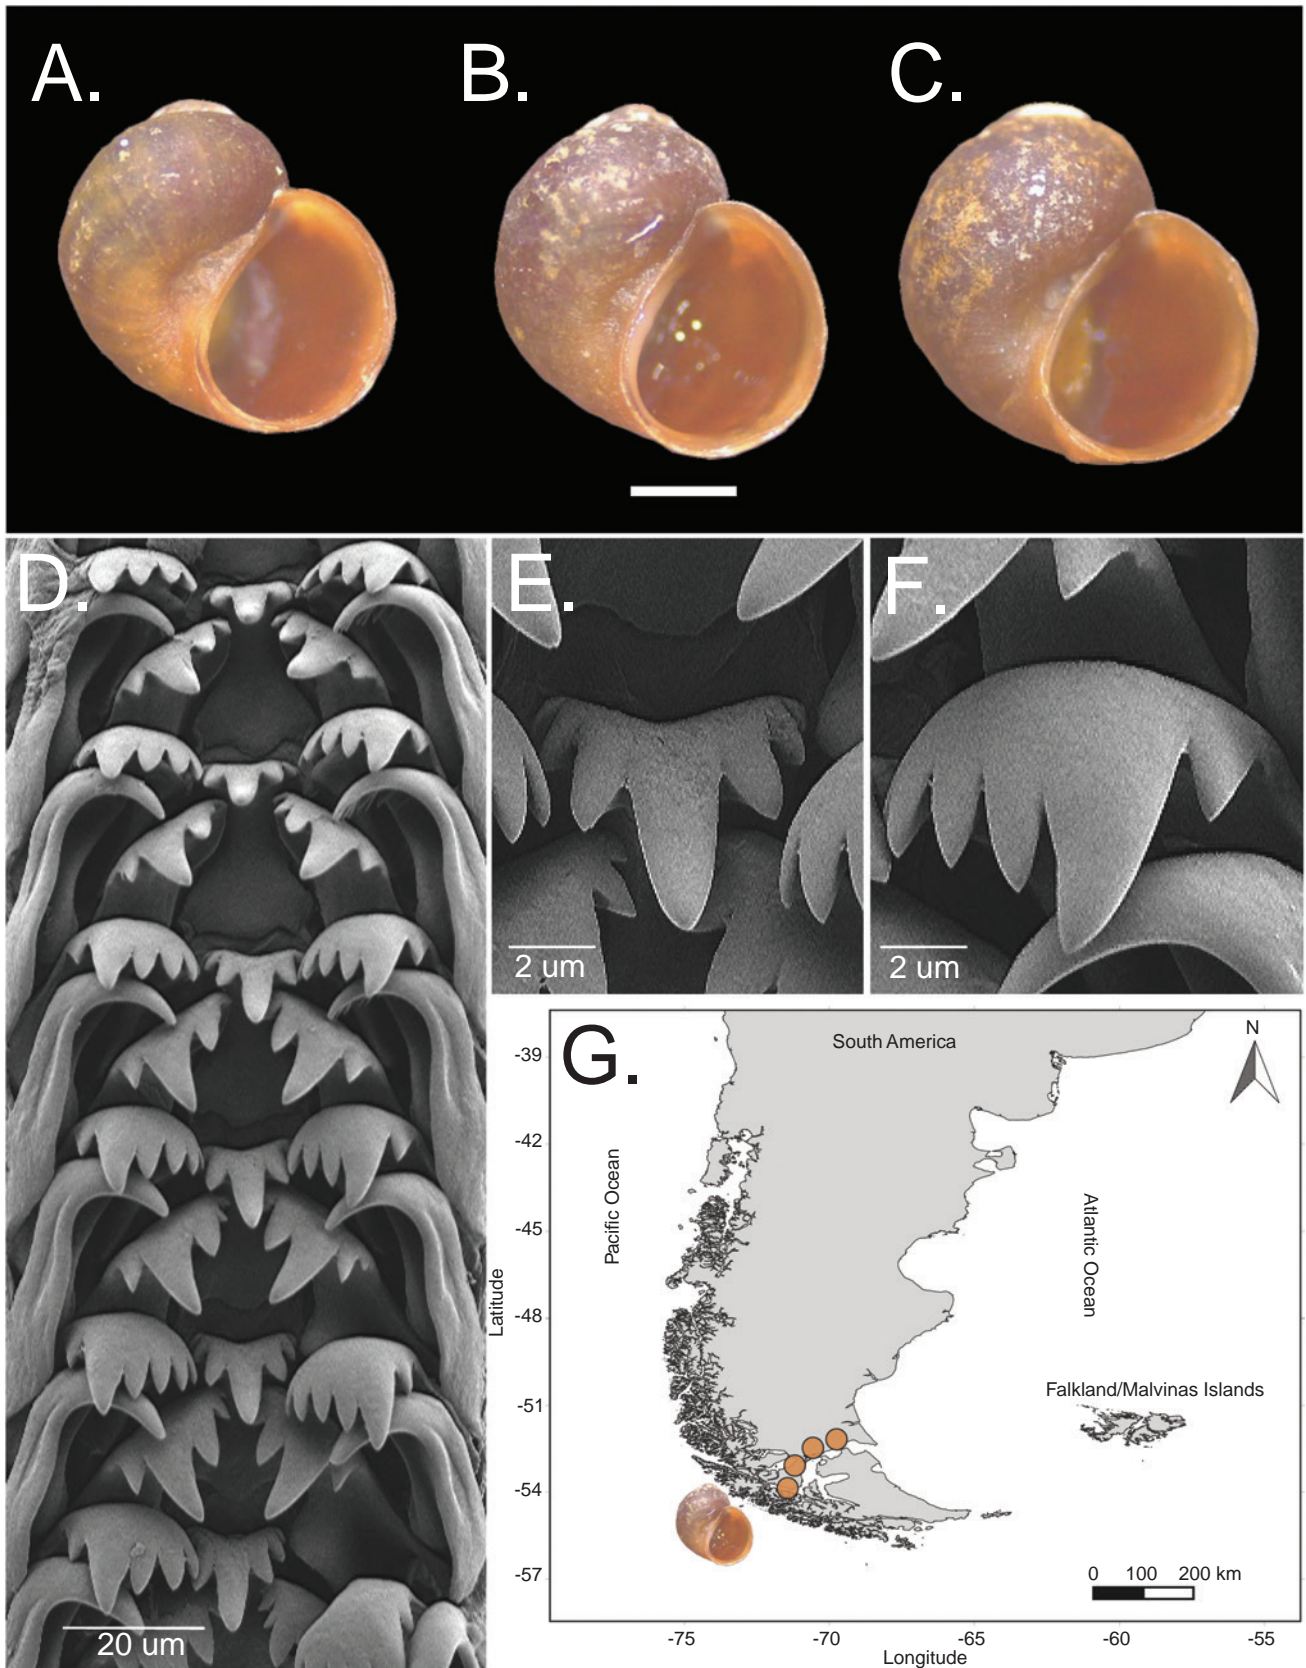 A.
B.
C.
D.
E.
F.
2 um
2 um
20 um
G.
South America
N
Pacific Ocean
Atlantic Ocean
Falkland/Malvinas Islands
0 100 200 km
-39
-42
-45
-48
-51
-54
-57
Latitude
-75 -70 -65 -60 -55
Longitude